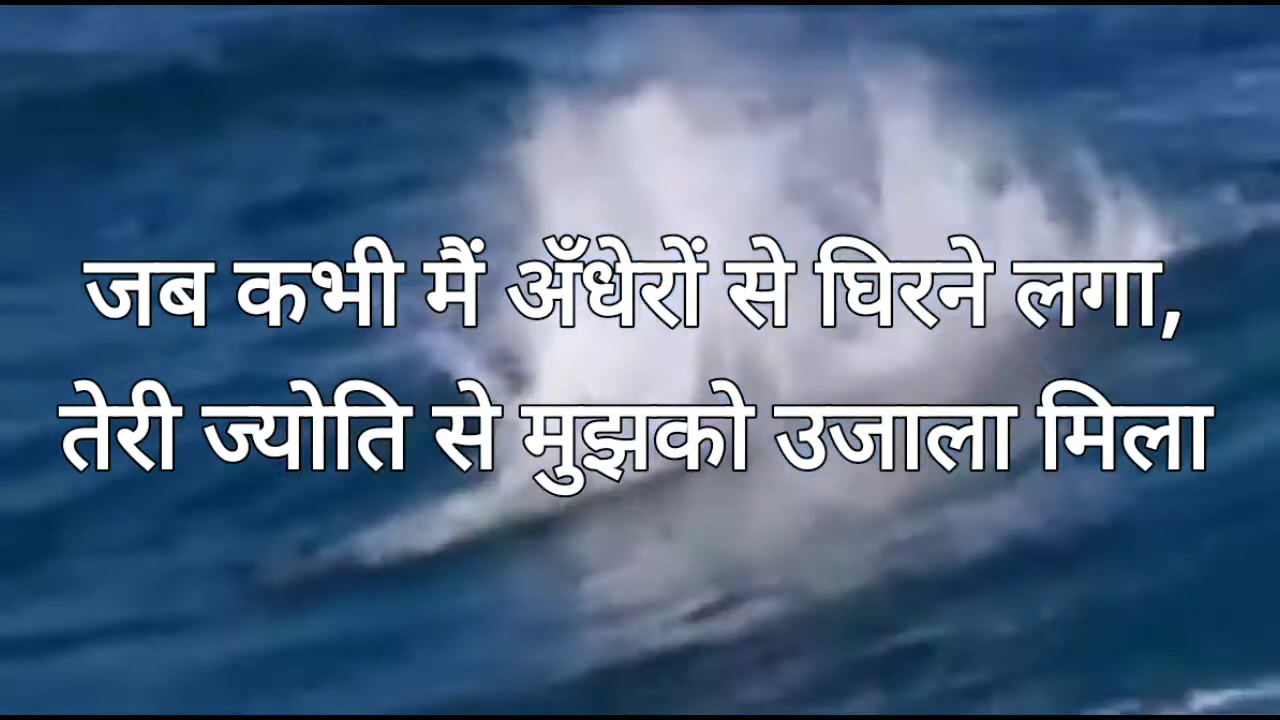 जब कभी मैं अँधेरों से घिरने लगा,
तेरी ज्योति से मुझको उजाला मिला